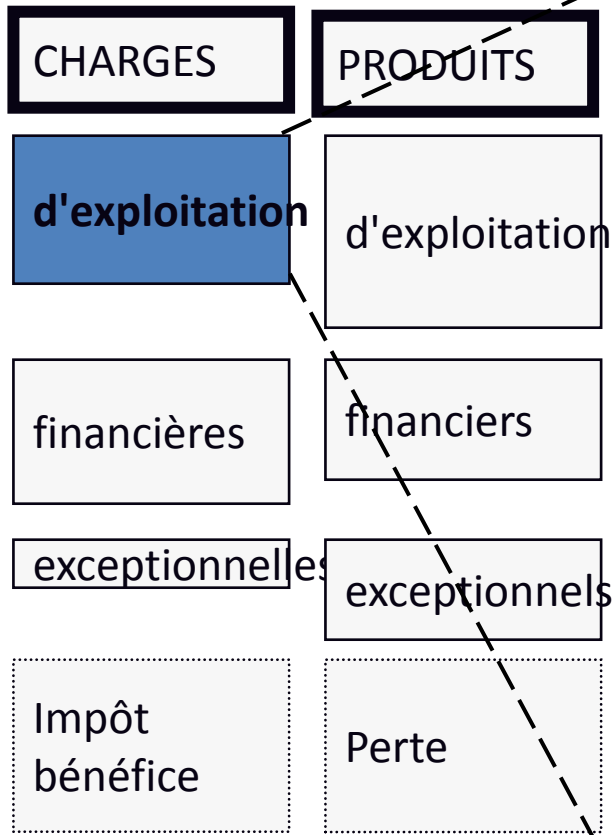 CHARGES
PRODUITS
d'exploitation
d'exploitation
financières
financiers
exceptionnelles
exceptionnels
Impôt
bénéfice
Perte